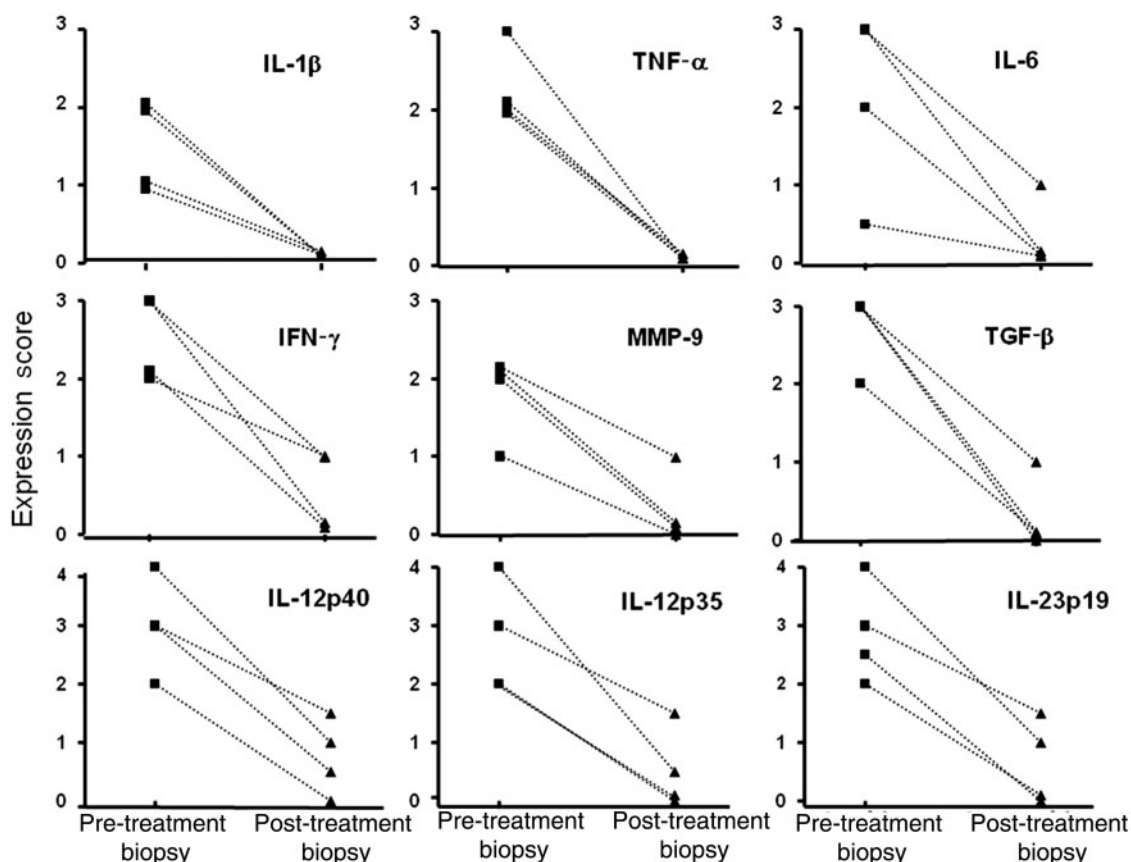 3 3 3
IL-1β TNF-α IL-6
2 2 2
1 1 1
0 0 0
3 3 3
IFN-γ MMP-9 TGF-β
2 2 2
1 1 1
0 0 0
Expression score
4 4 4
IL-12p40 IL-12p35 IL-23p19
3 3 3
2 2 2
1 1 1
0 0 0
Pre-treatment Post-treatment Pre-treatment Post-treatment Pre-treatment Post-treatment
biopsy biopsy biopsy biopsy biopsy biopsy